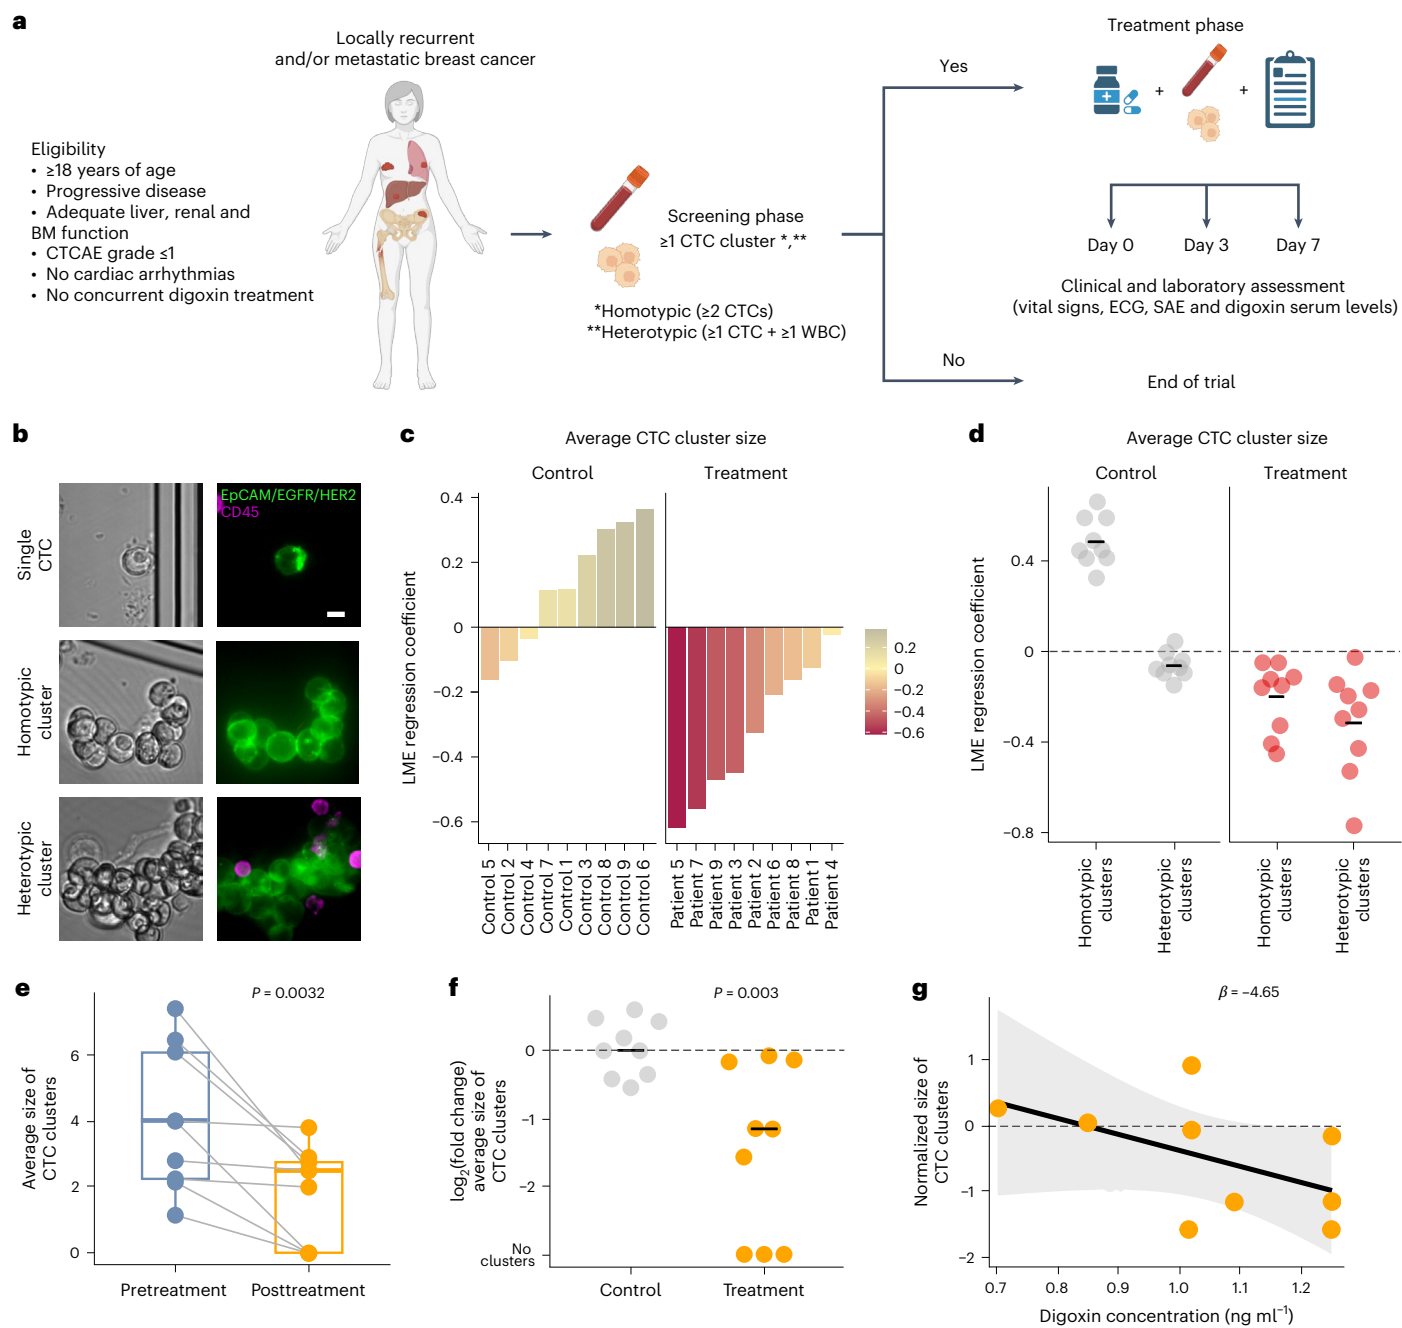 a
Locally recurrent
and/or metastatic breast cancer
Eligibility
• ≥18 years of age
• Progressive disease
• Adequate liver, renal and
BM function
• CTCAE grade ≤1
• No cardiac arrhythmias
• No concurrent digoxin treatment
Screening phase
≥1 CTC cluster *,**
*Homotypic (≥2 CTCs)
**Heterotypic (≥1 CTC + ≥1 WBC)
Yes
No
Treatment phase
+
+
Day 0
Day 3
Day 7
Clinical and laboratory assessment
(vital signs, ECG, SAE and digoxin serum levels)
End of trial
b
EpCAM/EGFR/HER2
CD45
Single
CTC
Homotypic
cluster
Heterotypic
cluster
c
Average CTC cluster size
Control
Treatment
LME regression coefficient
0.4
0.2
0
−0.2
−0.4
−0.6
Control 5
Control 2
Control 4
Control 7
Control 1
Control 3
Control 8
Control 9
Control 6
Patient 5
Patient 7
Patient 9
Patient 3
Patient 2
Patient 6
Patient 8
Patient 1
Patient 4
0.2
0
−0.2
−0.4
−0.6
d
Average CTC cluster size
Control
Treatment
LME regression coefficient
0.4
0
−0.4
−0.8
Homotypic
clusters
Heterotypic
clusters
Homotypic
clusters
Heterotypic
clusters
e
P = 0.0032
Average size of
CTC clusters
6
4
2
0
Pretreatment
Posttreatment
f
P = 0.003
log2(fold change)
average size of
CTC clusters
0
−1
−2
No
clusters
Control
Treatment
g
β = −4.65
Normalized size of
CTC clusters
1
0
−1
−2
0.7
0.8
0.9
1.0
1.1
1.2
Digoxin concentration (ng ml−1)